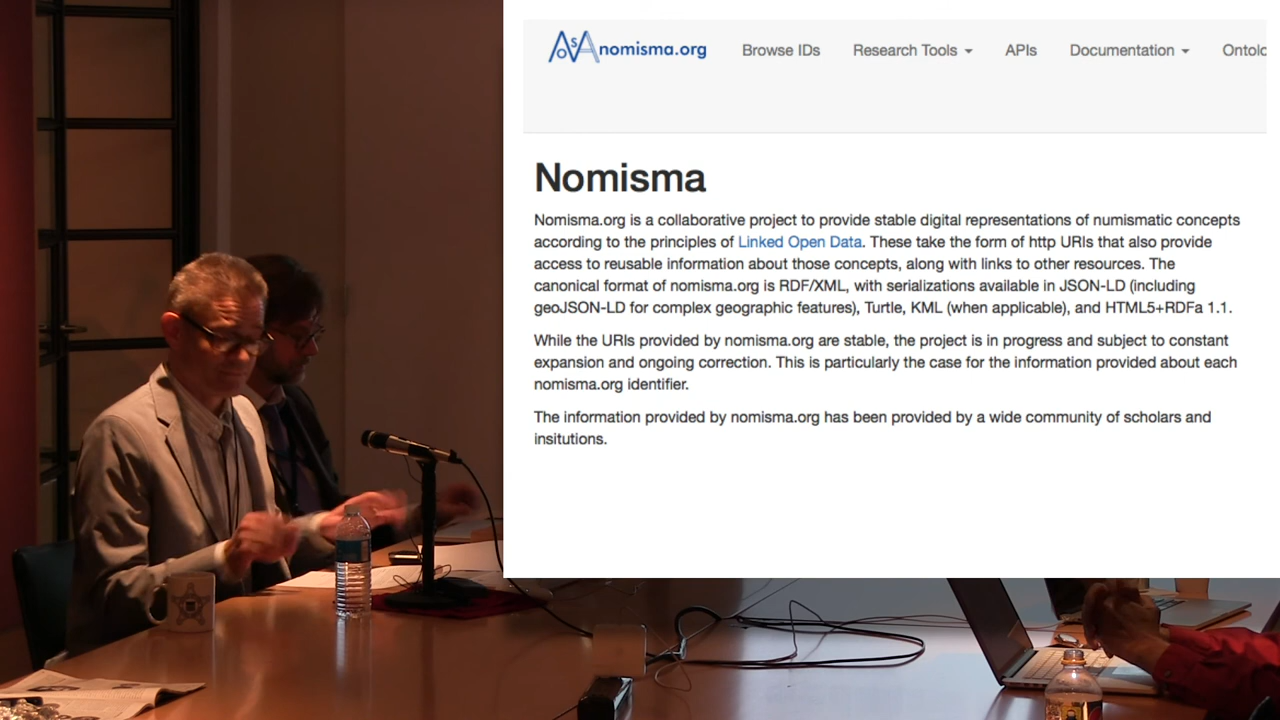 nomisma.org Browse IDs Research Tools APIs Documentation Ontolo
Nomisma
Nomisma.org is a collaborative project to provide stable digital representations of numismatic concepts
according to the principles of Linked Open Data. These take the form of http URIs that also provide
access to reusable information about those concepts, along with links to other resources. The
canonical format of nomisma.org is RDF/XML, with serializations available in JSON-LD (including
geoJSON-LD for complex geographic features), Turtle, KML (when applicable), and HTML5+RDFa 1.1.
While the URIs provided by nomisma.org are stable, the project is in progress and subject to constant
expansion and ongoing correction. This is particularly the case for the information provided about each
nomisma.org identifier.
The information provided by nomisma.org has been provided by a wide community of scholars and
insitutions.